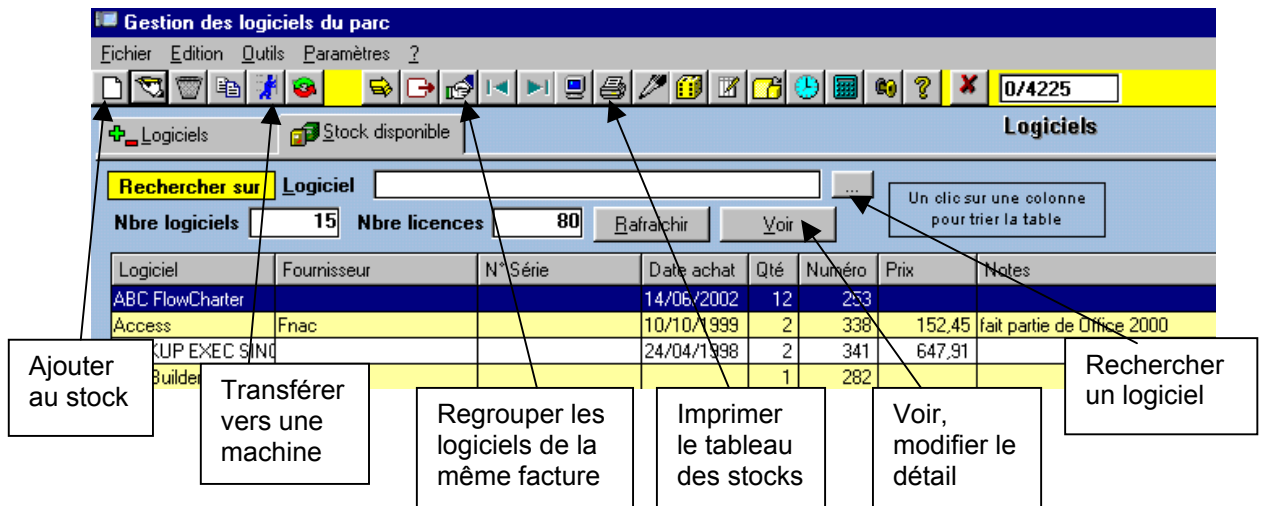 Gestion des logiciels du parc
Fichier Edition Outils Paramètres ?
0/4225
Logiciels
Stock disponible
Logiciels
Rechercher sur Logiciel ...
Un clic sur une colonne
pour trier la table
Nbre logiciels 15 Nbre licences 80 Rafraîchir Voir
Logiciel Fournisseur N° Série Date achat Qté Numéro Prix Notes
ABC FlowCharter 14/06/2002 12 253
Access Fnac 10/10/1999 2 338 152,45 fait partie de Office 2000
KUP EXEC SING 24/04/1998 2 341 647,91
Builder 1 282
Ajouter
au stock
Transférer
vers une
machine
Regrouper les
logiciels de la
même facture
Imprimer
le tableau
des stocks
Voir,
modifier le
détail
Rechercher
un logiciel